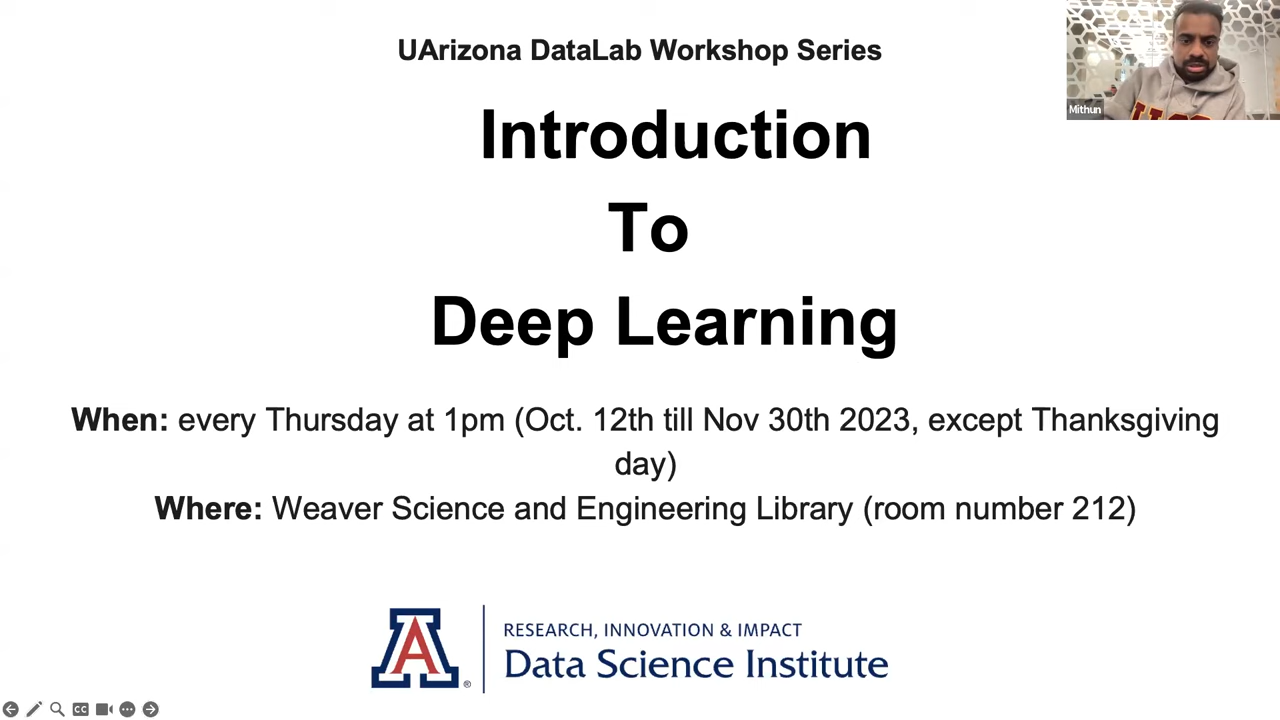 UArizona DataLab Workshop Series
Mithun
Introduction
To
Deep Learning
When: every Thursday at 1pm (Oct. 12th till Nov 30th 2023, except Thanksgiving
day)
Where: Weaver Science and Engineering Library (room number 212)
A ®
RESEARCH, INNOVATION & IMPACT
Data Science Institute
CC